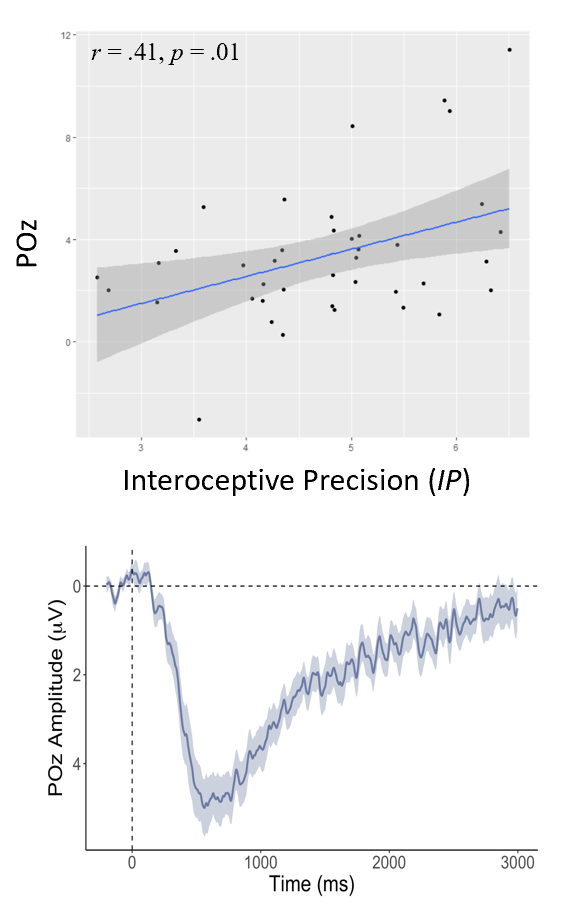 r = .41, p = .01
12
8
4
0
POz
3 4 5 6
Interoceptive Precision (IP)
0
2
4
POz Amplitude (μV)
0 1000 2000 3000
Time (ms)